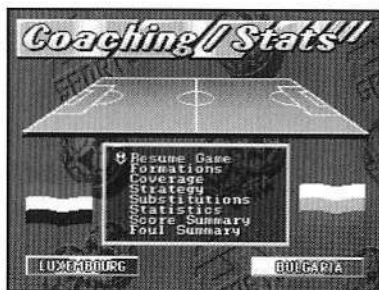 Coaching/Stats
Resume Game
Formations
Coverage
Strategy
Substitutions
Statistics
Score Summary
Foul Summary
LUXEMBOURG
BULGARIA